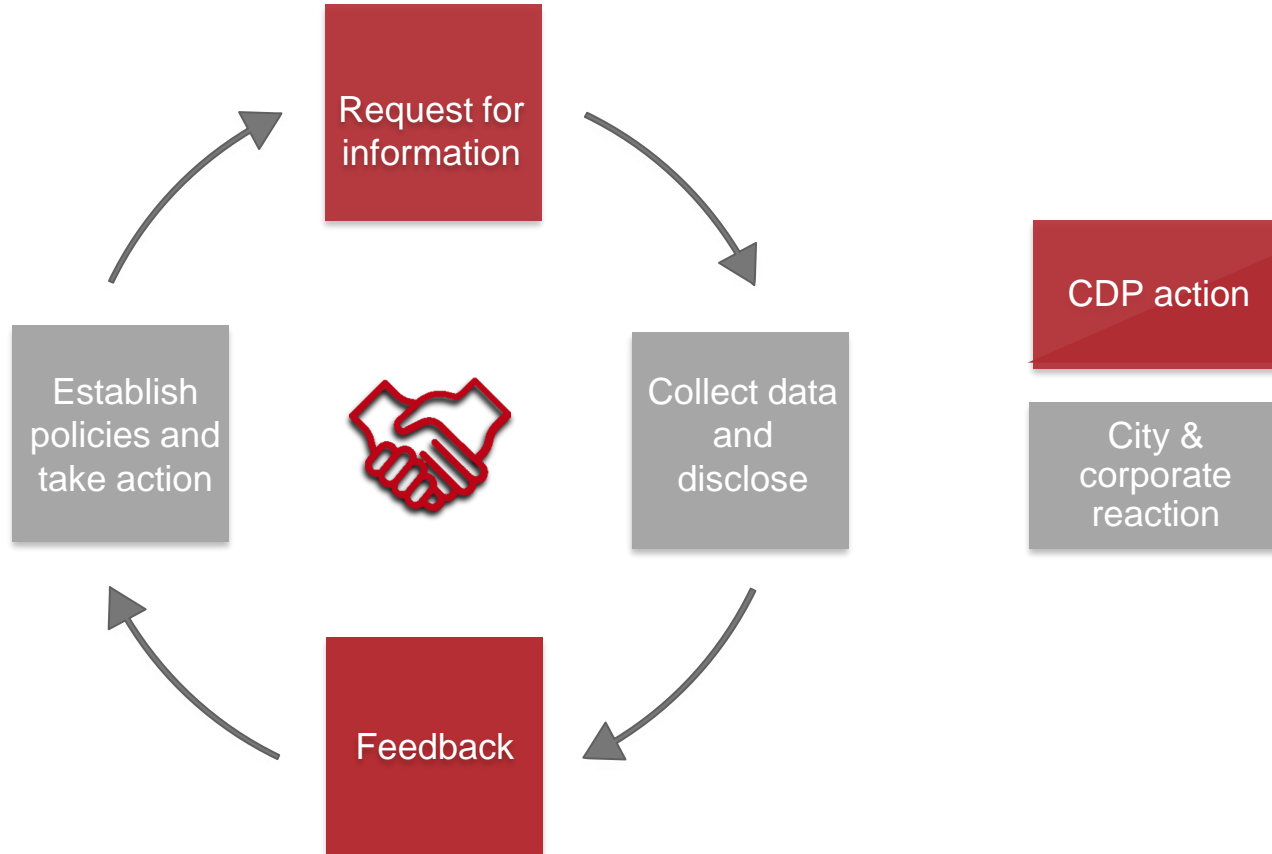 Request for
information
Establish
policies and
take action
Collect data
and
disclose
Feedback
CDP action
City &
corporate
reaction